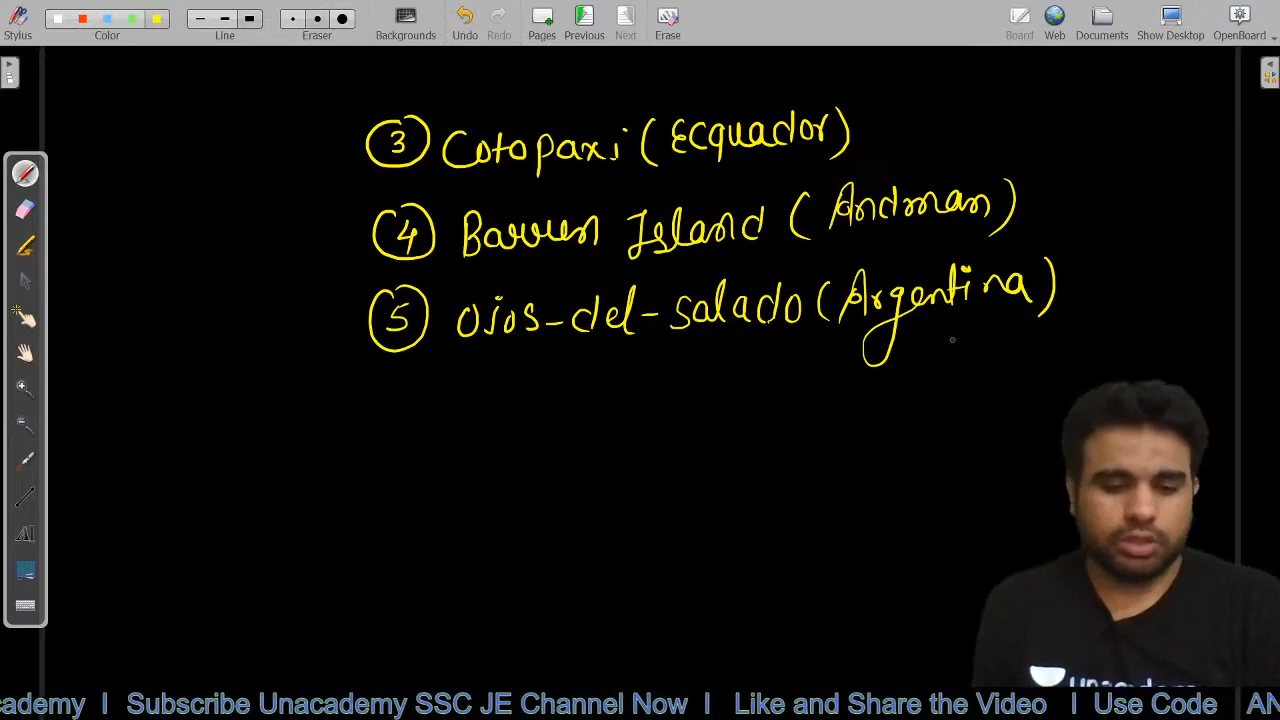 Stylus Color Line Eraser Backgrounds Undo Redo Pages Previous Next Erase Board Web Documents Show Desktop OpenBoard
3 Cotopaxi (Ecquador)
4 Barren Island (Andman)
5 Ojos-del-salado (Argentina)
unacademy
cademy I Subscribe Unacademy SSC JE Channel Now I Like and Share the Video I Use Code AN